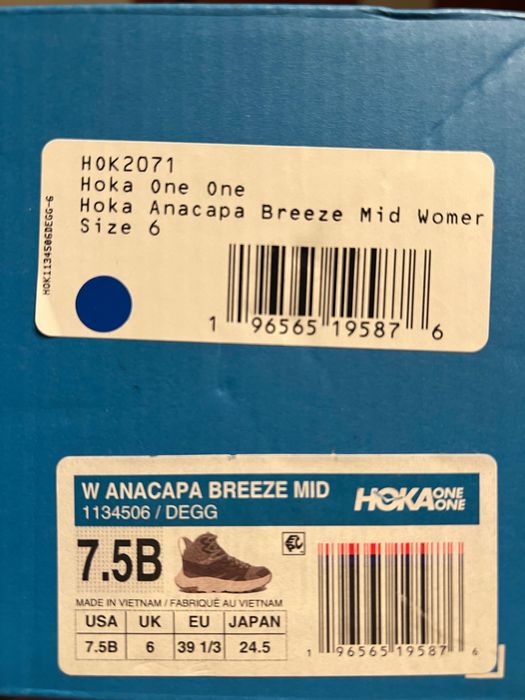 HOK2071
Hoka One One
Hoka Anacapa Breeze Mid Womer
Size 6
HOK1134506DEGG-6
1 96565 19587 6
W ANACAPA BREEZE MID
HOKA ONE ONE
1134506 / DEGG
7.5B
MADE IN VIETNAM / FABRIQUÉ AU VIETNAM
USA UK EU JAPAN
7.5B 6 39 1/3 24.5
1 96565 19587 6